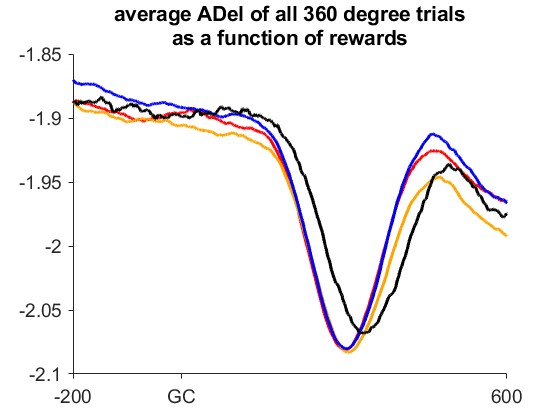 average ADel of all 360 degree trials
as a function of rewards
-1.85
-1.9
-1.95
-2
-2.05
-2.1
-200
GC
600